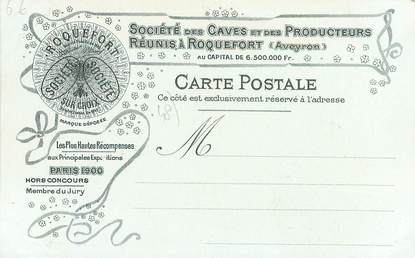 SOCIÉTÉ DES CAVES ET DES PRODUCTEURS
RÉUNIS À ROQUEFORT (Aveyron)
AU CAPITAL DE 6.500.000 Fr.
ROQUEFORT
SOCIÉTÉ SOCIÉTÉ
SUR CHOIX
MARQUE DÉPOSÉE
CARTE POSTALE
Ce côté est exclusivement réservé à l'adresse
M
Les Plus Hautes Récompenses
aux Principales Expositions
PARIS 1900
HORS CONCOURS
Membre du Jury